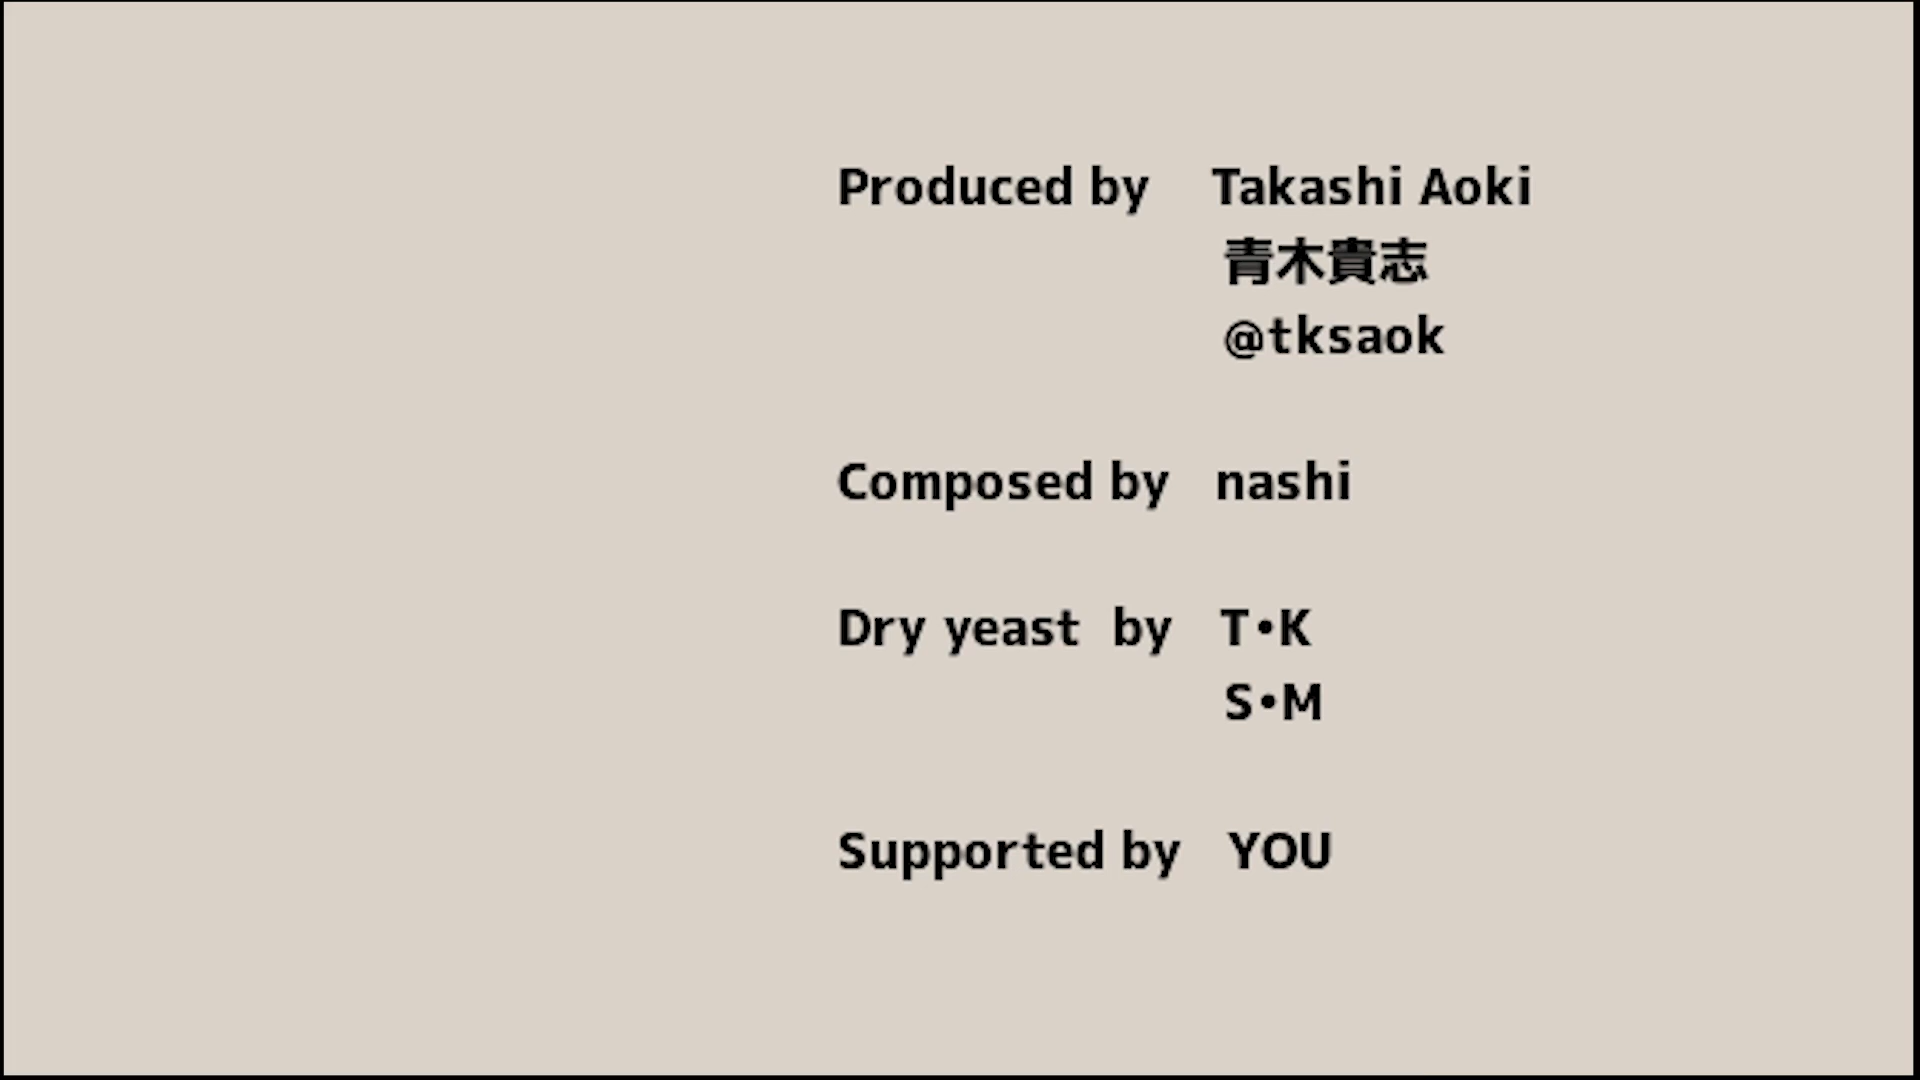 Produced by Takashi Aoki
青木貴志
@tksaok
Composed by nashi
Dry yeast by T・K
S・M
Supported by YOU